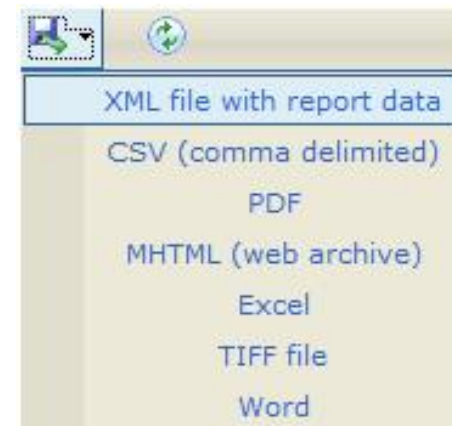 XML file with report data
CSV (comma delimited)
PDF
MHTML (web archive)
Excel
TIFF file
Word